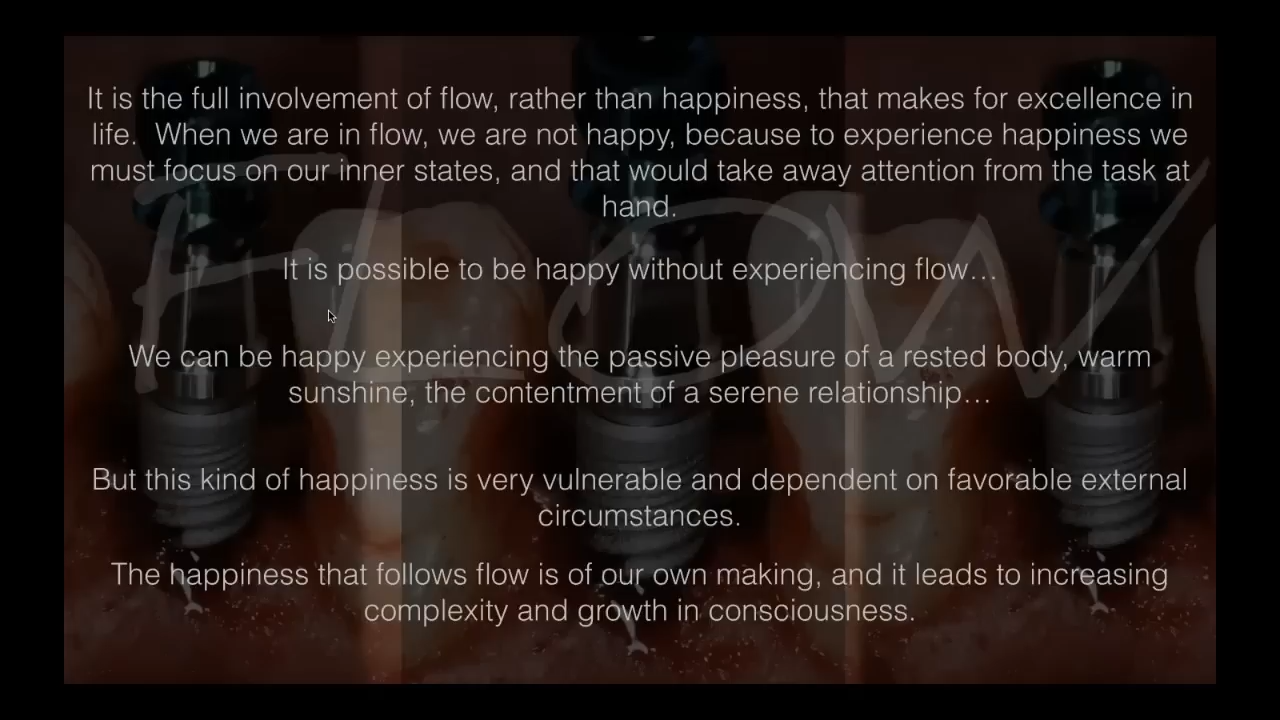 It is the full involvement of flow, rather than happiness, that makes for excellence in
life.  When we are in flow, we are not happy, because to experience happiness we
must focus on our inner states, and that would take away attention from the task at
hand.
It is possible to be happy without experiencing flow…
We can be happy experiencing the passive pleasure of a rested body, warm
sunshine, the contentment of a serene relationship…
But this kind of happiness is very vulnerable and dependent on favorable external
circumstances.
The happiness that follows flow is of our own making, and it leads to increasing
complexity and growth in consciousness.
FLOW